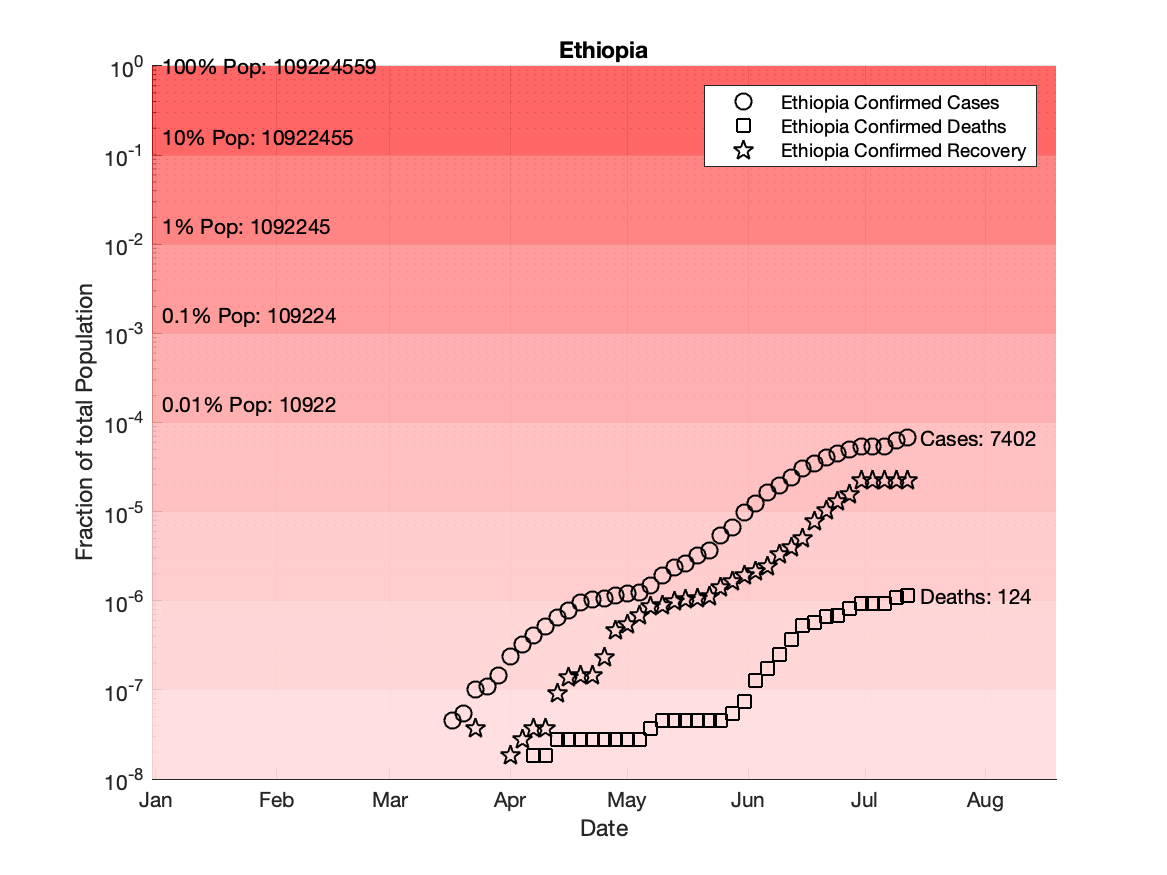 Ethiopia
10^0
100% Pop: 109224559
Ethiopia Confirmed Cases
Ethiopia Confirmed Deaths
Ethiopia Confirmed Recovery
10% Pop: 10922455
10^-1
1% Pop: 1092245
10^-2
0.1% Pop: 109224
10^-3
0.01% Pop: 10922
10^-4
Cases: 7402
10^-5
10^-6
Deaths: 124
10^-7
10^-8
Fraction of total Population
Jan Feb Mar Apr May Jun Jul Aug
Date